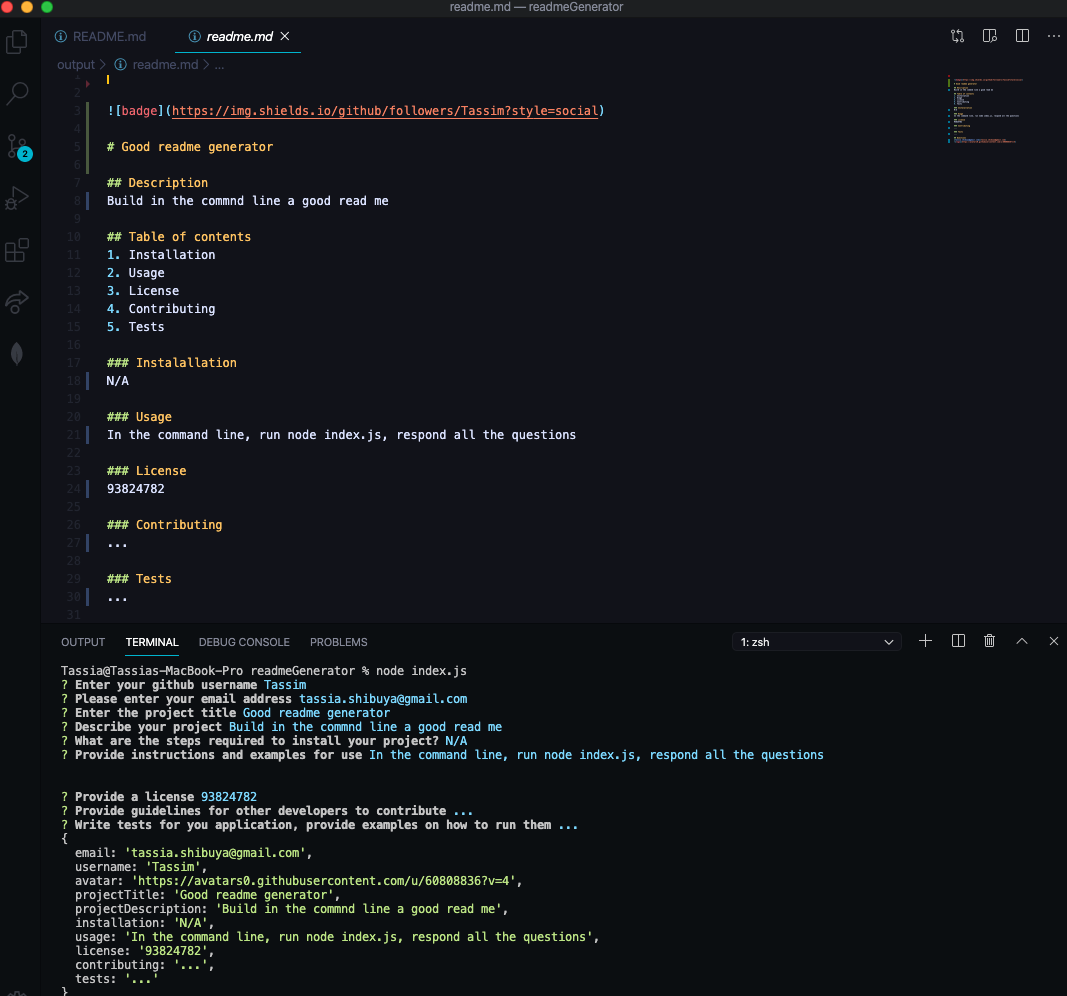 readme.md — readmeGenerator
README.md
readme.md
output > readme.md > ...
1
2
3 ![badge](https://img.shields.io/github/followers/Tassim?style=social)
4
5 # Good readme generator
6
7 ## Description
8 Build in the commnd line a good read me
9
10 ## Table of contents
11 1. Installation
12 2. Usage
13 3. License
14 4. Contributing
15 5. Tests
16
17 ### Instalallation
18 N/A
19
20 ### Usage
21 In the command line, run node index.js, respond all the questions
22
23 ### License
24 93824782
25
26 ### Contributing
27 ...
28
29 ### Tests
30 ...
31
2
OUTPUT TERMINAL DEBUG CONSOLE PROBLEMS 1: zsh
Tassia@Tassias-MacBook-Pro readmeGenerator % node index.js
? Enter your github username Tassim
? Please enter your email address tassia.shibuya@gmail.com
? Enter the project title Good readme generator
? Describe your project Build in the commnd line a good read me
? What are the steps required to install your project? N/A
? Provide instructions and examples for use In the command line, run node index.js, respond all the questions
? Provide a license 93824782
? Provide guidelines for other developers to contribute ...
? Write tests for you application, provide examples on how to run them ...
{
  email: 'tassia.shibuya@gmail.com',
  username: 'Tassim',
  avatar: 'https://avatars0.githubusercontent.com/u/60808836?v=4',
  projectTitle: 'Good readme generator',
  projectDescription: 'Build in the commnd line a good read me',
  installation: 'N/A',
  usage: 'In the command line, run node index.js, respond all the questions',
  license: '93824782',
  contributing: '...',
  tests: '...'
}